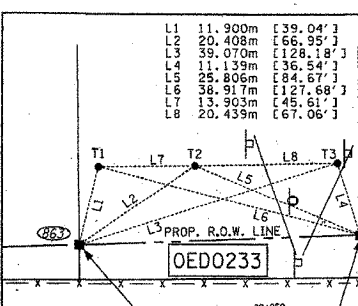 L1 11.900m [39.04']
L2 20.408m [66.95']
L3 39.070m [128.18']
L4 11.139m [36.54']
L5 25.806m [84.67']
L6 38.917m [127.68']
L7 13.903m [45.61']
L8 20.439m [67.06']
T1 L7 T2 L8 T3
L1 L2 L3 L5 L6 L4
863 PROP. R.O.W. LINE
OED0233